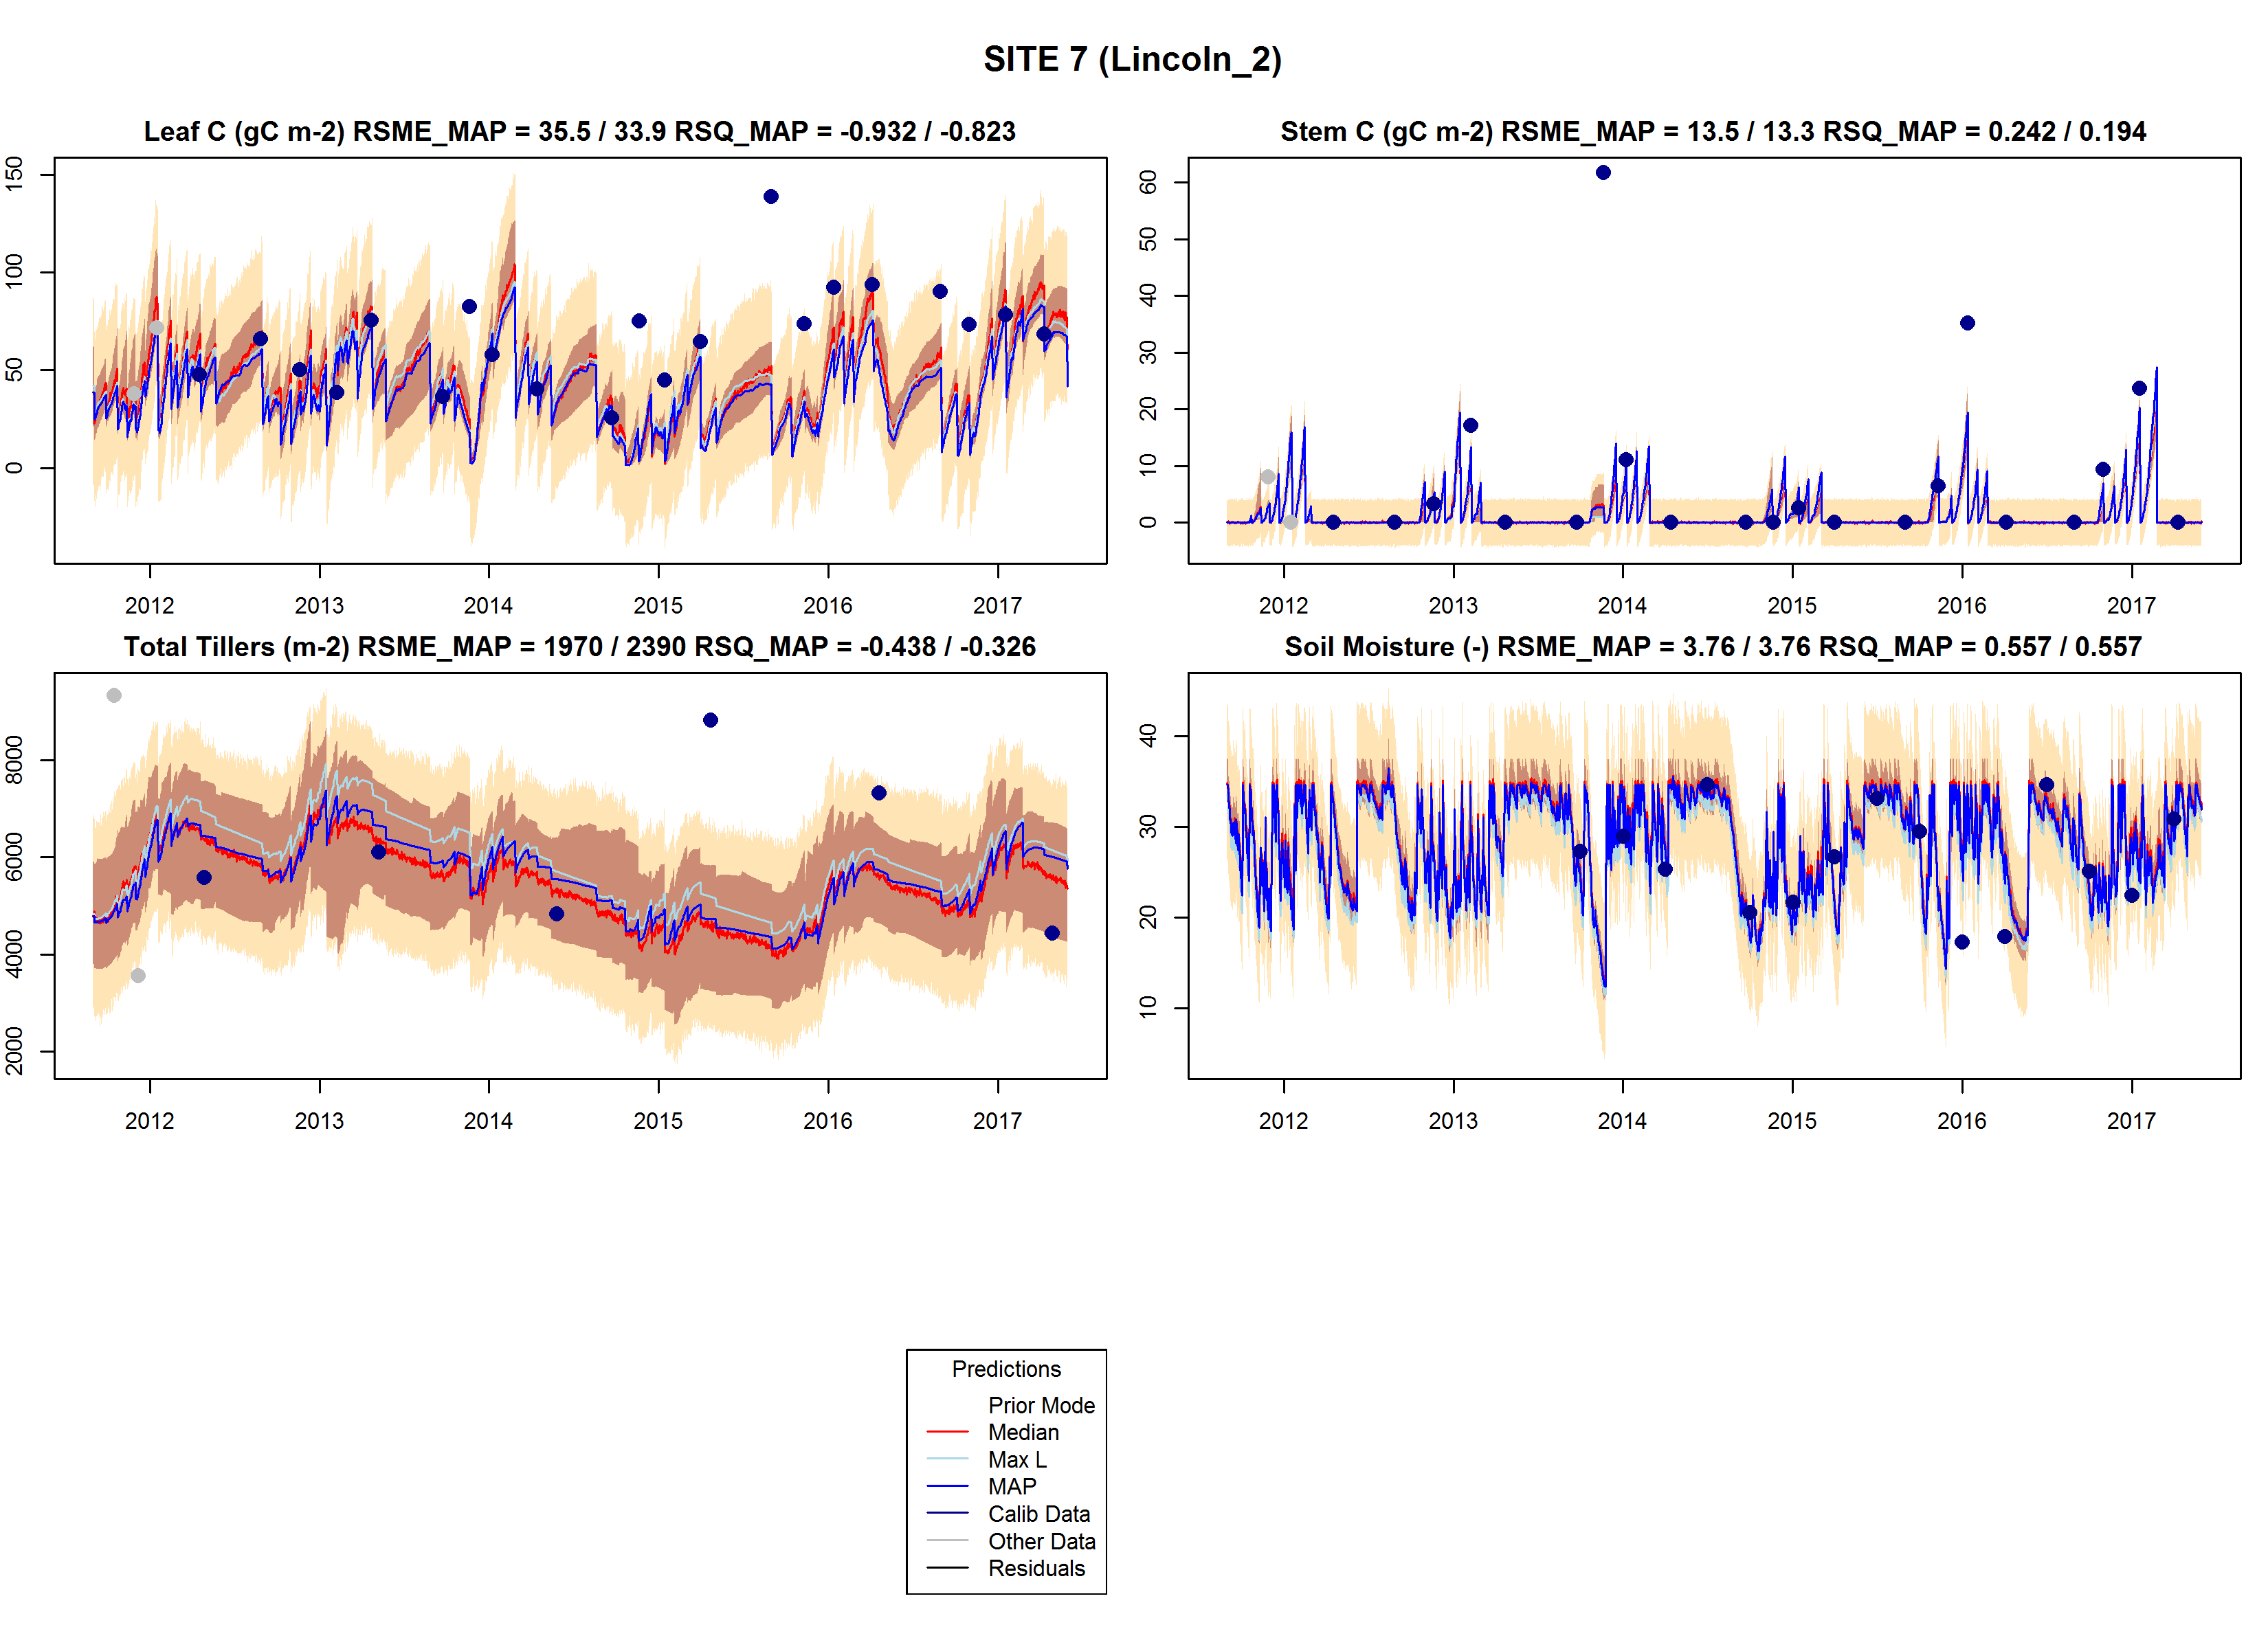 SITE 7 (Lincoln_2)
Leaf C (gC m-2) RSME_MAP = 35.5 / 33.9 RSQ_MAP = -0.932 / -0.823
150
100
50
0
2012 2013 2014 2015 2016 2017
Stem C (gC m-2) RSME_MAP = 13.5 / 13.3 RSQ_MAP = 0.242 / 0.194
60
50
40
30
20
10
0
2012 2013 2014 2015 2016 2017
Total Tillers (m-2) RSME_MAP = 1970 / 2390 RSQ_MAP = -0.438 / -0.326
8000
6000
4000
2000
2012 2013 2014 2015 2016 2017
Soil Moisture (-) RSME_MAP = 3.76 / 3.76 RSQ_MAP = 0.557 / 0.557
40
30
20
10
2012 2013 2014 2015 2016 2017
Predictions
Prior Mode
Median
Max L
MAP
Calib Data
Other Data
Residuals